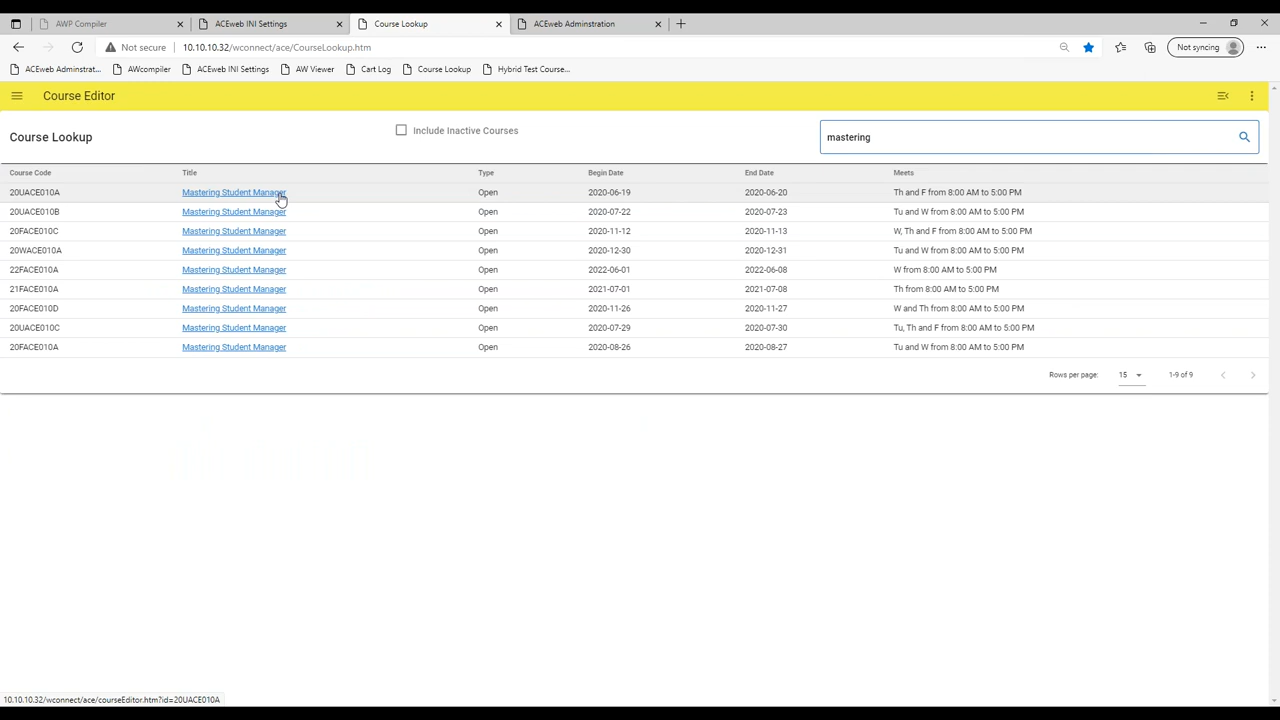 AWP Compiler ACEweb INI Settings Course Lookup ACEweb Adminstration
Not secure 10.10.10.32/wconnect/ace/CourseLookup.htm Not syncing
ACEweb Adminstrat... AWcompiler ACEweb INI Settings AW Viewer Cart Log Course Lookup Hybrid Test Course...
Course Editor
Course Lookup Include Inactive Courses mastering
Course Code Title Type Begin Date End Date Meets
20UACE010A Mastering Student Manager Open 2020-06-19 2020-06-20 Th and F from 8:00 AM to 5:00 PM
20UACE010B Mastering Student Manager Open 2020-07-22 2020-07-23 Tu and W from 8:00 AM to 5:00 PM
20FACE010C Mastering Student Manager Open 2020-11-12 2020-11-13 W, Th and F from 8:00 AM to 5:00 PM
20WACE010A Mastering Student Manager Open 2020-12-30 2020-12-31 Tu and W from 8:00 AM to 5:00 PM
22FACE010A Mastering Student Manager Open 2022-06-01 2022-06-08 W from 8:00 AM to 5:00 PM
21FACE010A Mastering Student Manager Open 2021-07-01 2021-07-08 Th from 8:00 AM to 5:00 PM
20FACE010D Mastering Student Manager Open 2020-11-26 2020-11-27 W and Th from 8:00 AM to 5:00 PM
20UACE010C Mastering Student Manager Open 2020-07-29 2020-07-30 Tu, Th and F from 8:00 AM to 5:00 PM
20FACE010A Mastering Student Manager Open 2020-08-26 2020-08-27 Tu and W from 8:00 AM to 5:00 PM
Rows per page: 15 1-9 of 9
10.10.10.32/wconnect/ace/courseEditor.htm?id=20UACE010A